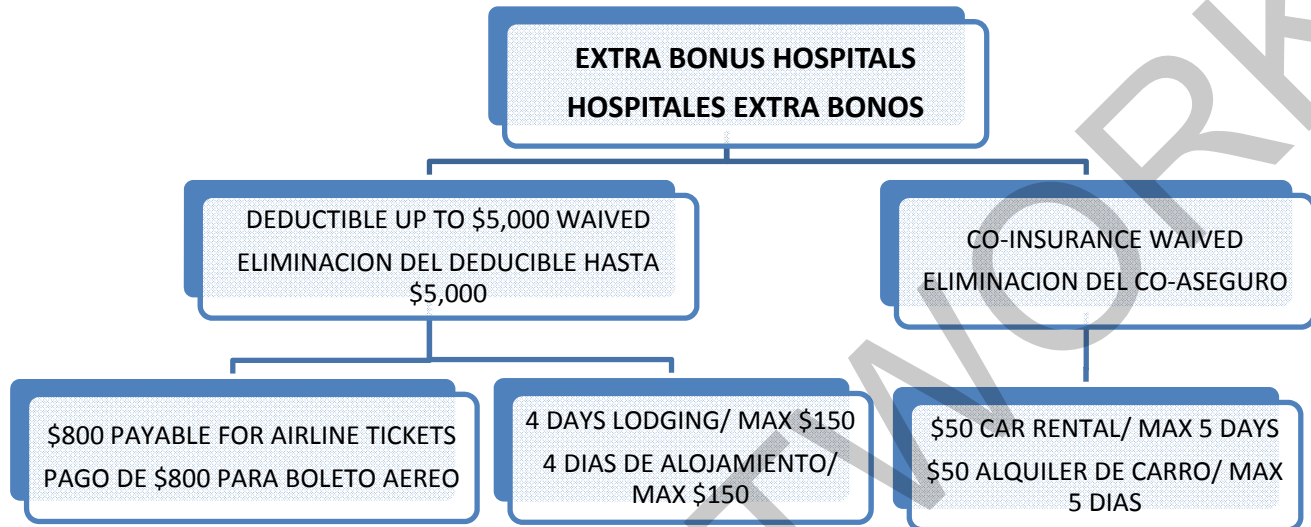 EXTRA BONUS HOSPITALS
HOSPITALES EXTRA BONOS
DEDUCTIBLE UP TO $5,000 WAIVED
ELIMINACION DEL DEDUCIBLE HASTA
$5,000
CO-INSURANCE WAIVED
ELIMINACION DEL CO-ASEGURO
$800 PAYABLE FOR AIRLINE TICKETS
PAGO DE $800 PARA BOLETO AEREO
4 DAYS LODGING/ MAX $150
4 DIAS DE ALOJAMIENTO/
MAX $150
$50 CAR RENTAL/ MAX 5 DAYS
$50 ALQUILER DE CARRO/ MAX
5 DIAS
TWORK